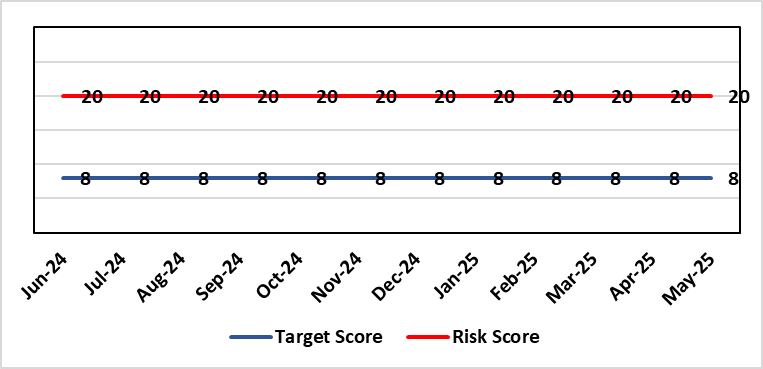 20 20 20 20 20 20 20 20 20 20 20 20
8 8 8 8 8 8 8 8 8 8 8 8
Jun-24 Jul-24 Aug-24 Sep-24 Oct-24 Nov-24 Dec-24 Jan-25 Feb-25 Mar-25 Apr-25 May-25
Target Score Risk Score